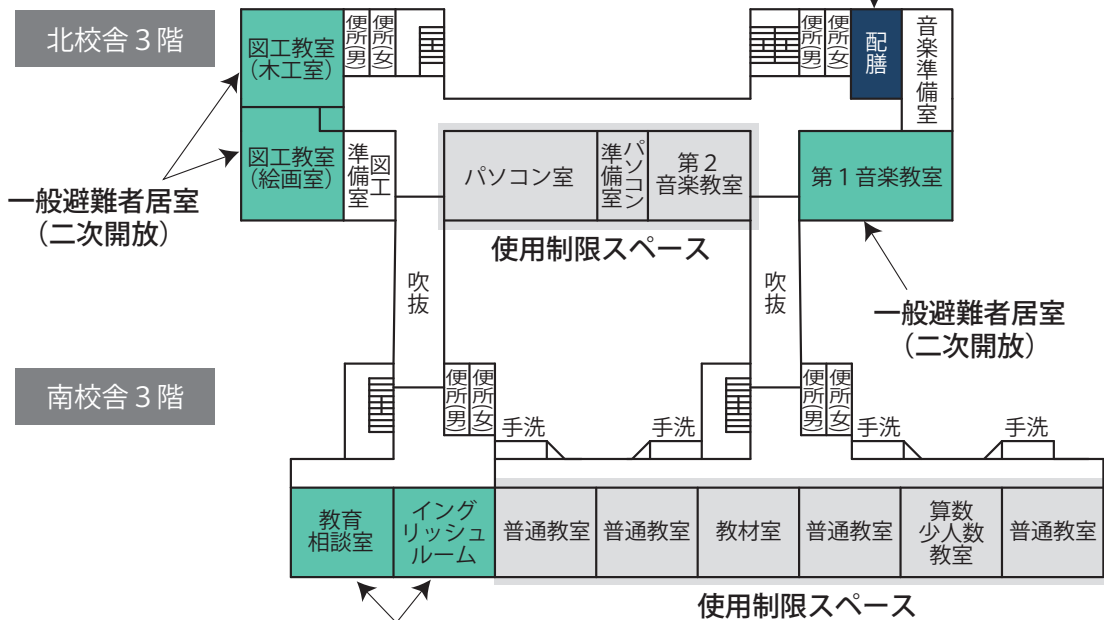 北校舎３階
図工教室
（木工室）
便所(男)
便所(女)
便所(男)
便所(女)
配膳
音楽準備室
図工教室
（絵画室）
図工
準備室
パソコン室
パソコン
準備室
第２
音楽教室
第１音楽教室
一般避難者居室
（二次開放）
使用制限スペース
吹抜
吹抜
一般避難者居室
（二次開放）
南校舎３階
便所(男)
便所(女)
便所(男)
便所(女)
手洗
手洗
手洗
手洗
教育
相談室
イング
リッシュ
ルーム
普通教室
普通教室
教材室
普通教室
算数
少人数
教室
普通教室
使用制限スペース